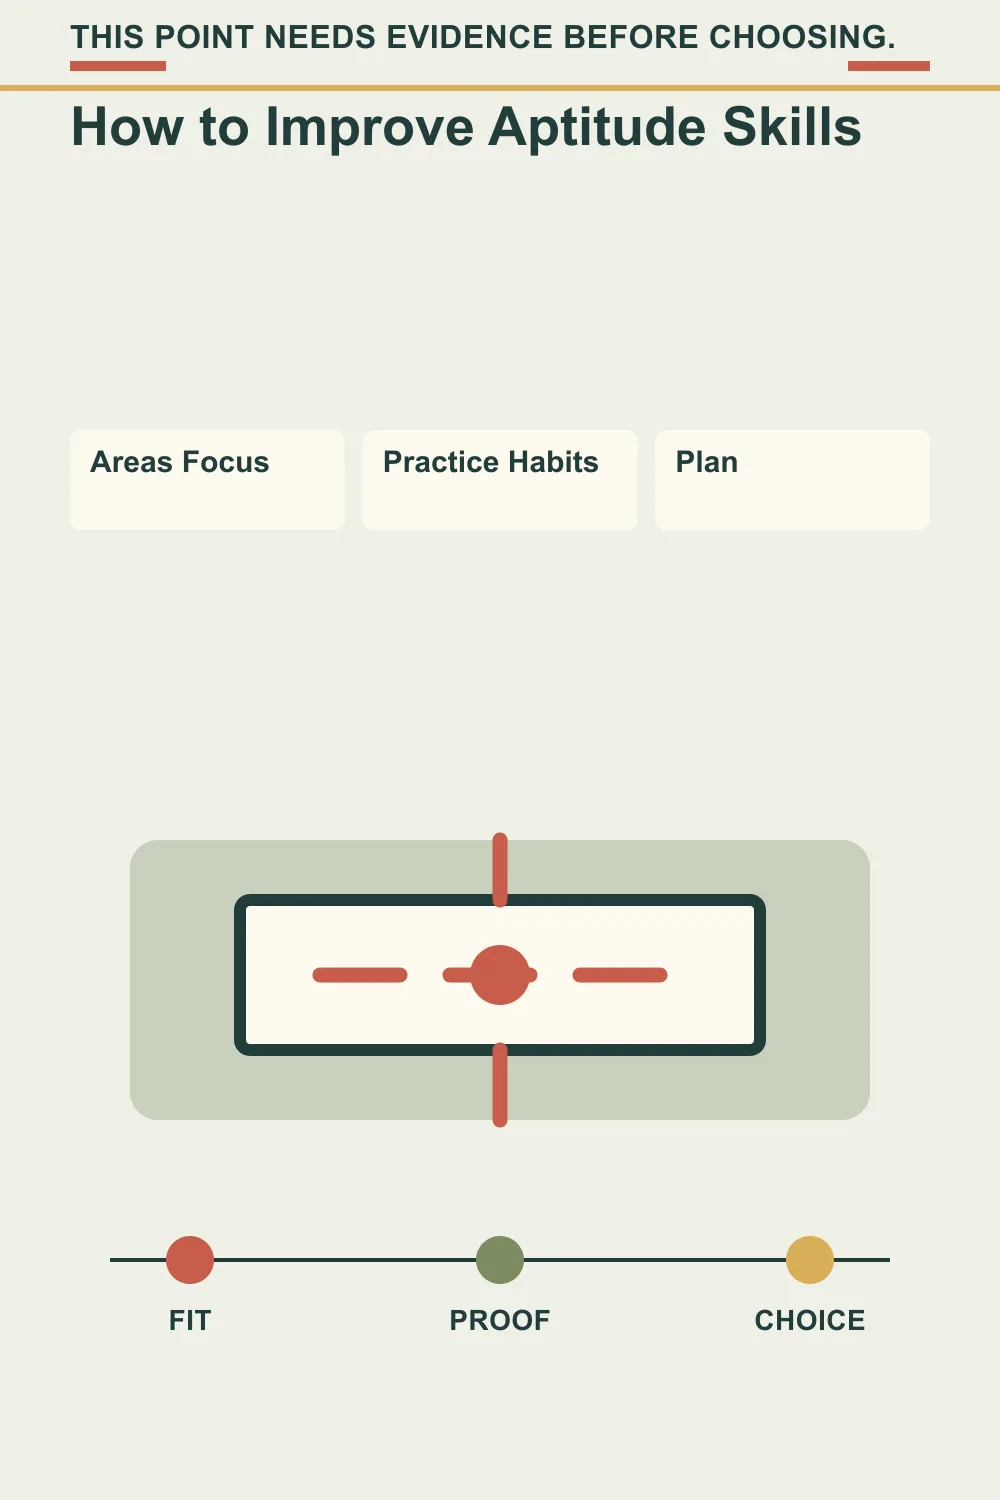 THIS POINT NEEDS EVIDENCE BEFORE CHOOSING.
How to Improve Aptitude Skills
Areas Focus
Practice Habits
Plan
FIT
PROOF
CHOICE